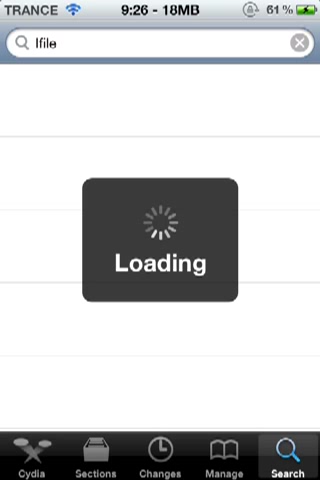 TRANCE 9:26 - 18MB 61%
Ifile
Loading
Cydia Sections Changes Manage Search